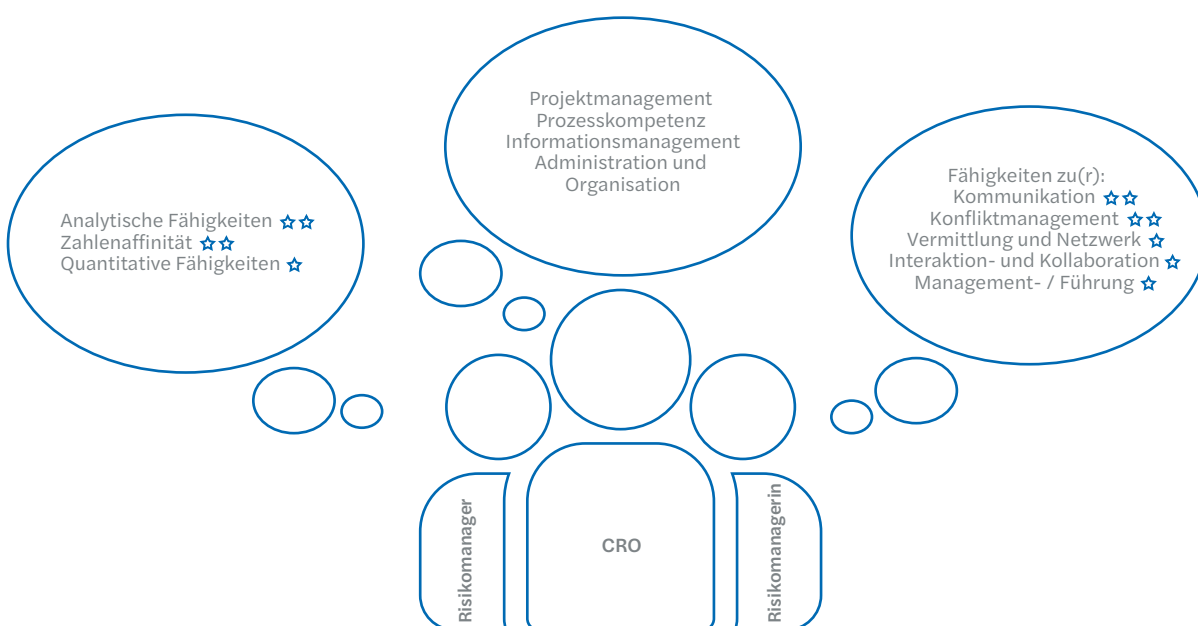 Projektmanagement
Prozesskompetenz
Informationsmanagement
Administration und
Organisation
Analytische Fähigkeiten
Zahlenaffinität
Quantitative Fähigkeiten
Fähigkeiten zu(r):
Kommunikation
Konfliktmanagement
Vermittlung und Netzwerk
Interaktion- und Kollaboration
Management- / Führung
Risikomanager
CRO
Risikomanagerin